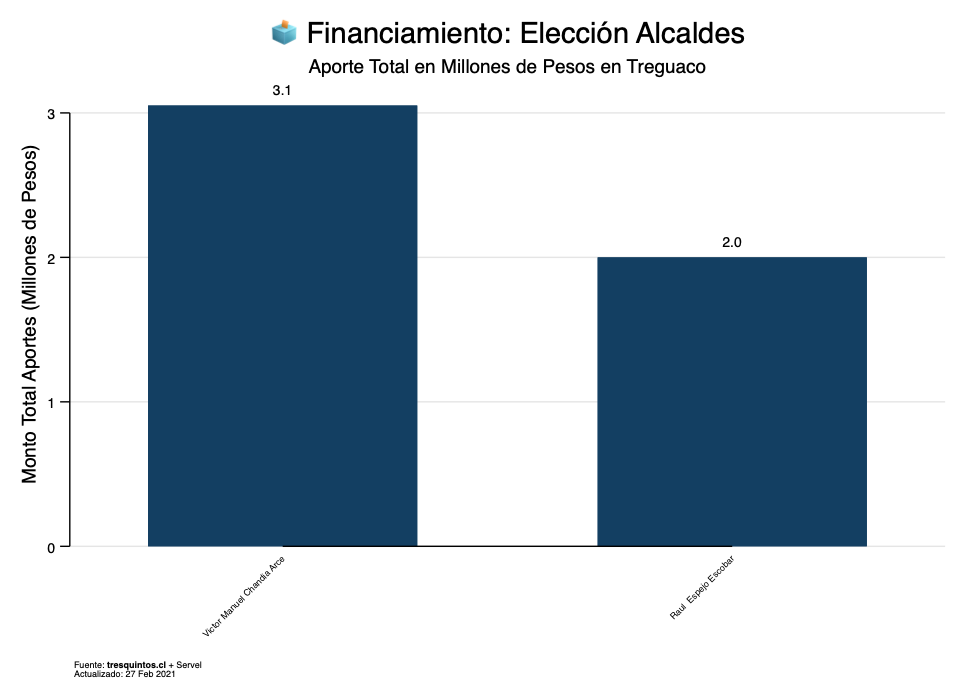 🗳️ Financiamiento: Elección Alcaldes
Aporte Total en Millones de Pesos en Treguaco
Monto Total Aportes (Millones de Pesos)
3
2
1
0
3.1
2.0
Victor Manuel Chandia Arce
Raul Espejo Escobar
Fuente: tresquintos.cl + Servel
Actualizado: 27 Feb 2021